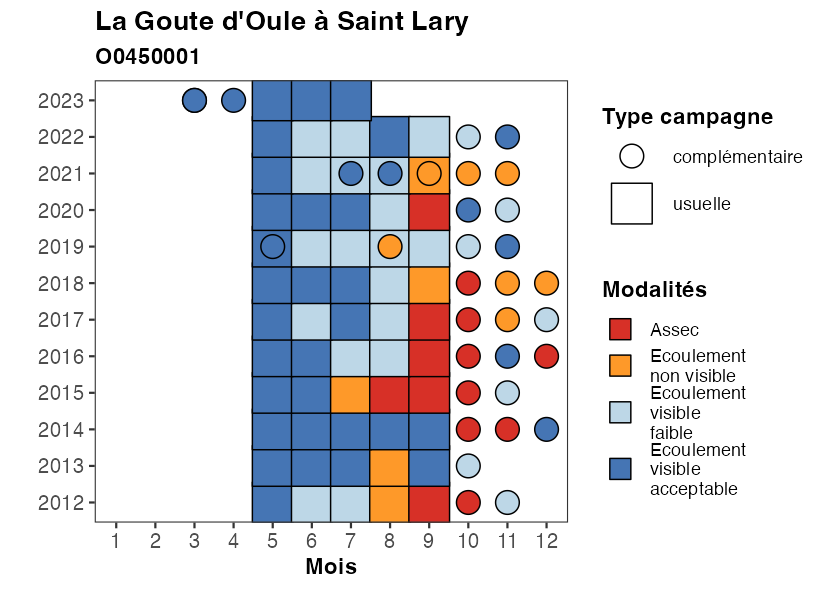 La Goute d'Oule à Saint Lary
O0450001
2023
2022
2021
2020
2019
2018
2017
2016
2015
2014
2013
2012
1 2 3 4 5 6 7 8 9 10 11 12
Mois
Type campagne
complémentaire
usuelle
Modalités
Assec
Ecoulement
non visible
Ecoulement
visible
faible
Ecoulement
visible
acceptable